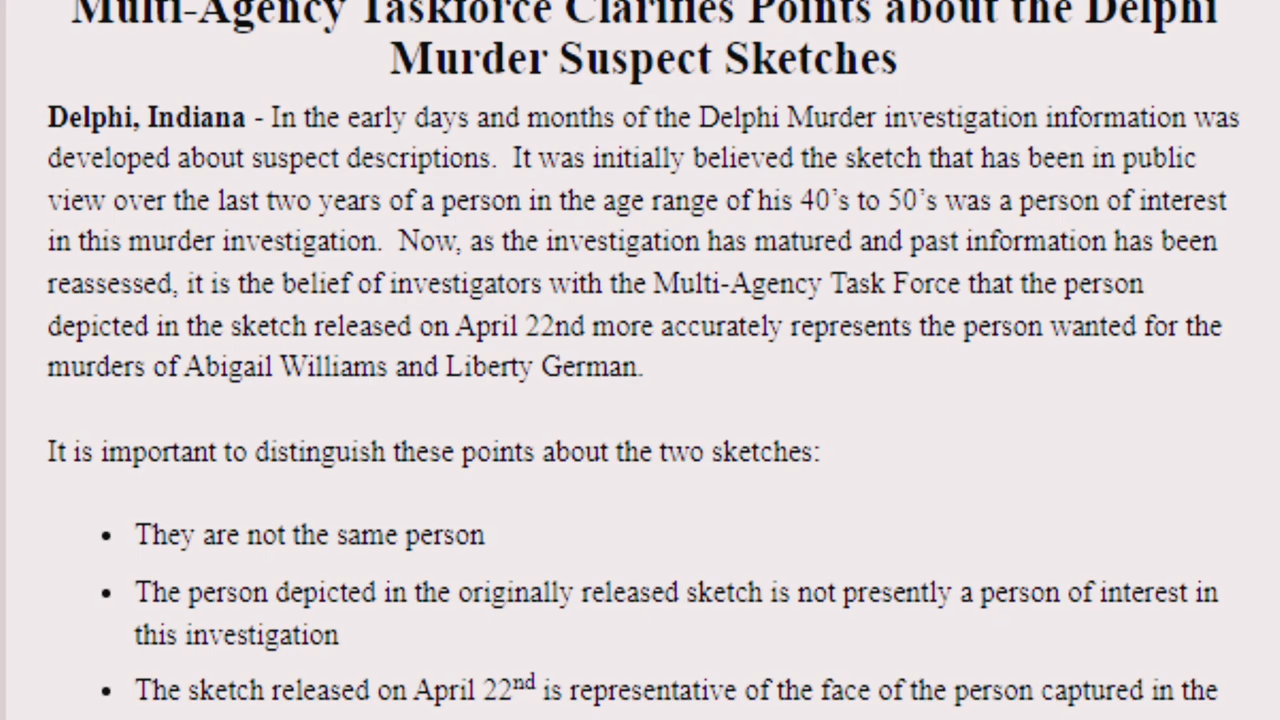 Multi-Agency Taskforce Clarifies Points about the Delphi
Murder Suspect Sketches
Delphi, Indiana - In the early days and months of the Delphi Murder investigation information was
developed about suspect descriptions.  It was initially believed the sketch that has been in public
view over the last two years of a person in the age range of his 40’s to 50’s was a person of interest
in this murder investigation.  Now, as the investigation has matured and past information has been
reassessed, it is the belief of investigators with the Multi-Agency Task Force that the person
depicted in the sketch released on April 22nd more accurately represents the person wanted for the
murders of Abigail Williams and Liberty German.
It is important to distinguish these points about the two sketches:
• They are not the same person
• The person depicted in the originally released sketch is not presently a person of interest in
this investigation
• The sketch released on April 22nd is representative of the face of the person captured in the